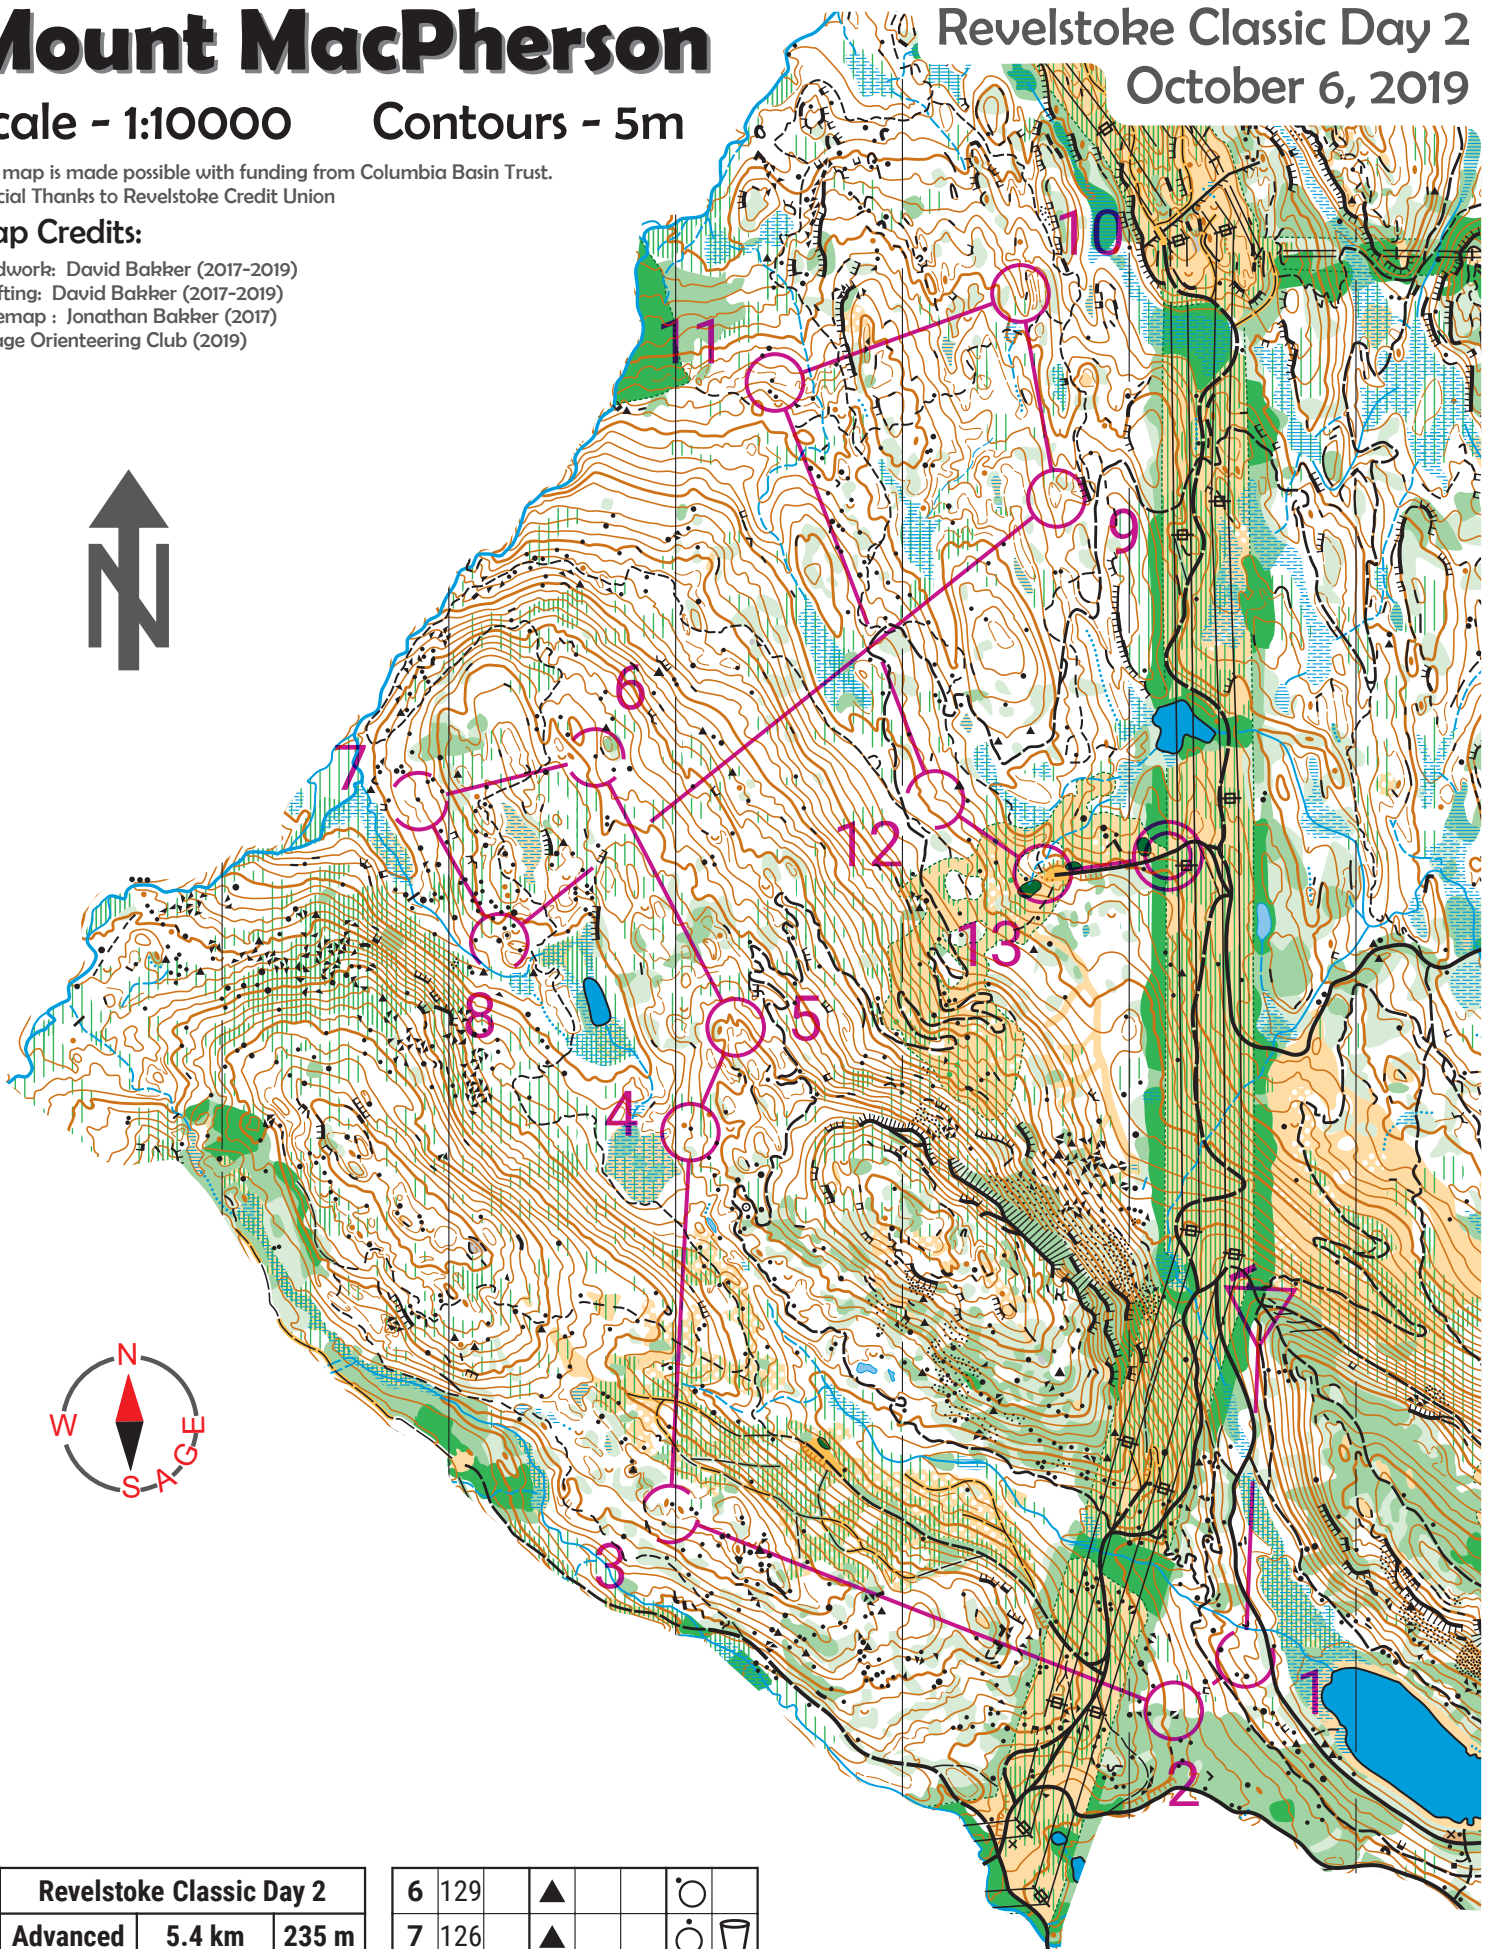 Mount MacPherson
Revelstoke Classic Day 2
October 6, 2019
cale - 1:10000 Contours - 5m
map is made possible with funding from Columbia Basin Trust.
cial Thanks to Revelstoke Credit Union
ap Credits:
dwork: David Bakker (2017-2019)
fting: David Bakker (2017-2019)
emap : Jonathan Bakker (2017)
age Orienteering Club (2019)
10
11
N
9
6
7
12
13
8
5
4
N
W
S A G E
3
1
2
Revelstoke Classic Day 2
Advanced 5.4 km 235 m
6 129
7 126